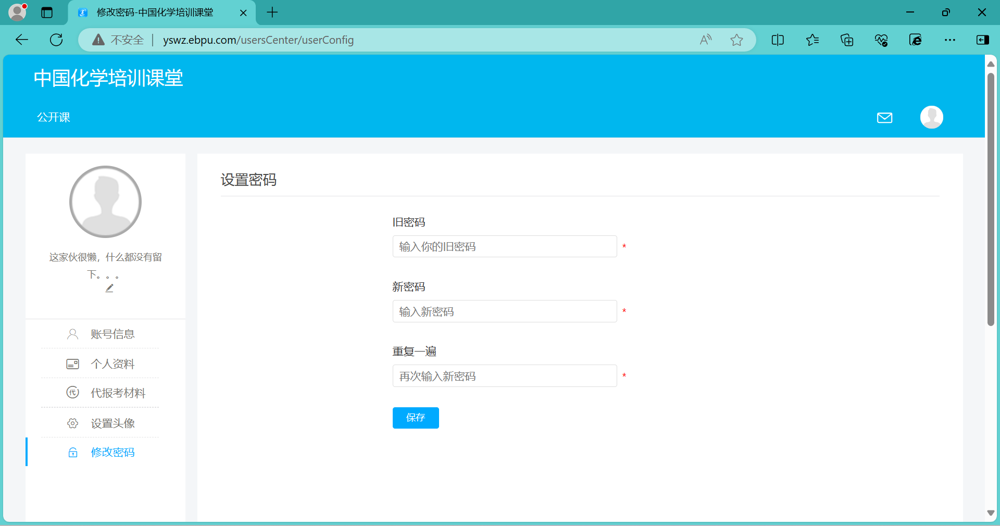 修改密码-中国化学培训课堂
不安全 yswz.ebpu.com/usersCenter/userConfig
中国化学培训课堂
公开课
这家伙很懒，什么都没有留
下。。。
账号信息
个人资料
代 代报考材料
设置头像
修改密码
设置密码
旧密码
输入你的旧密码 *
新密码
输入新密码 *
重复一遍
再次输入新密码 *
保存